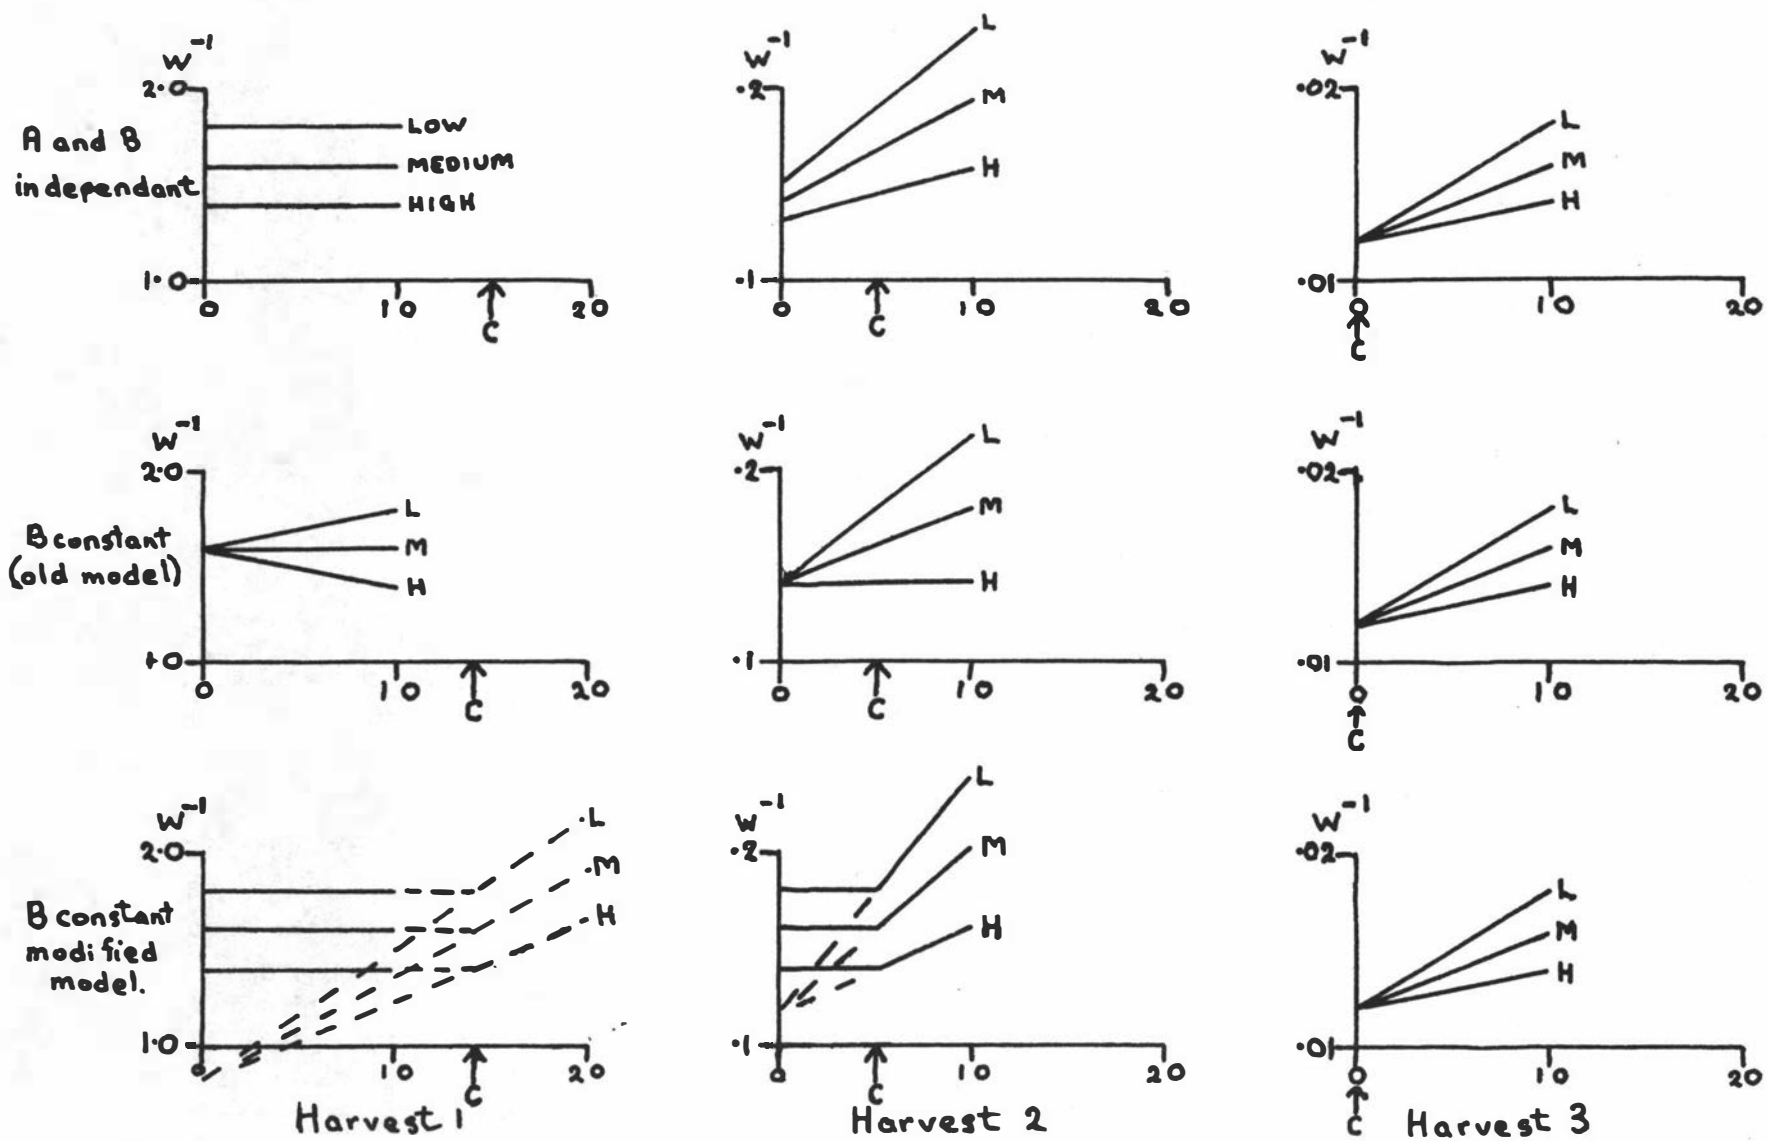 W⁻¹
2.0
LOW
MEDIUM
HIGH
1.0
0 10 20
C
A and B
independant
W⁻¹
.2
L
M
H
.1
0 10 20
C
W⁻¹
.02
L
M
H
.01
0 10 20
C
B constant
(old model)
W⁻¹
2.0
L
M
H
1.0
0 10 20
C
W⁻¹
.2
L
M
H
.1
0 10 20
C
W⁻¹
.02
L
M
H
.01
0 10 20
C
B constant
modified
model.
W⁻¹
2.0
L
M
H
1.0
0 10 20
C
Harvest 1
W⁻¹
.2
L
M
H
.1
0 10 20
C
Harvest 2
W⁻¹
.02
L
M
H
.01
0 10 20
C
Harvest 3